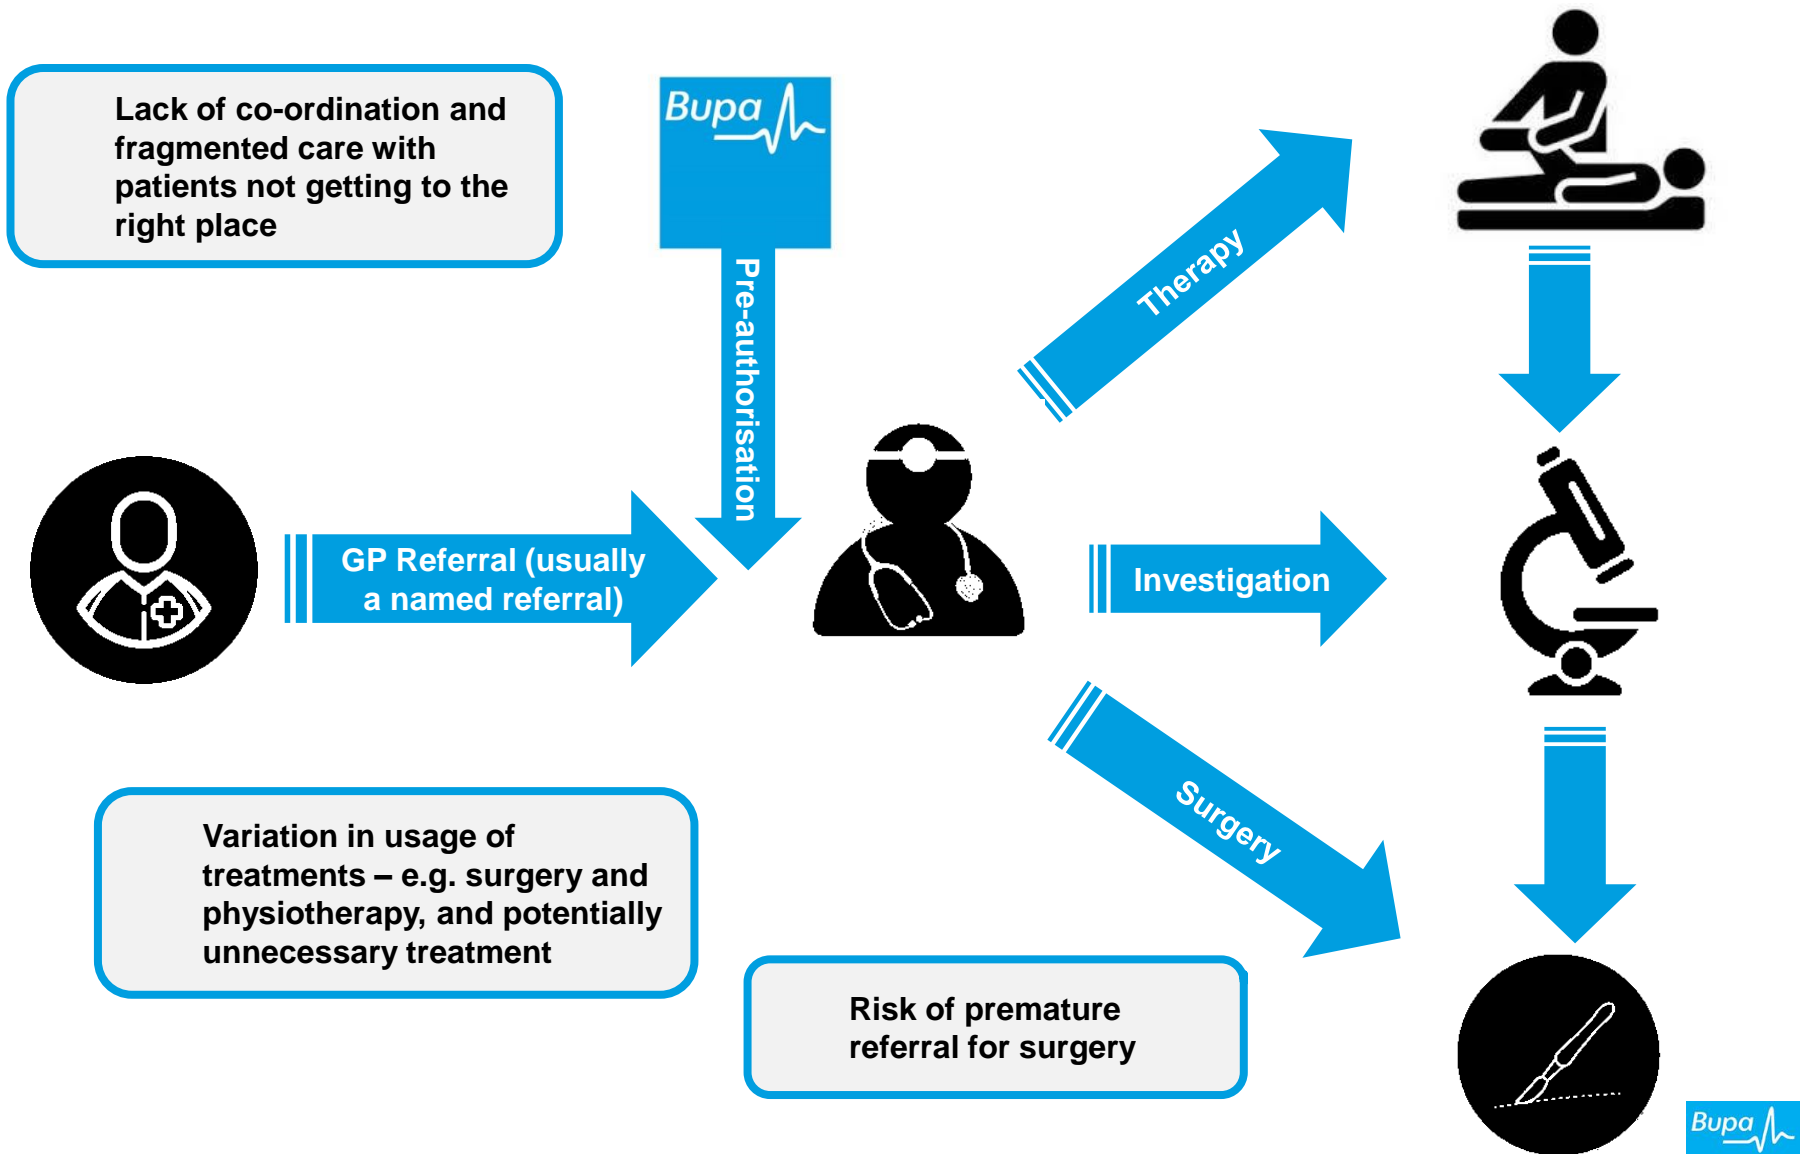 Lack of co-ordination and
fragmented care with
patients not getting to the
right place
Bupa
Pre-authorisation
Therapy
GP Referral (usually
a named referral)
Investigation
Surgery
Variation in usage of
treatments – e.g. surgery and
physiotherapy, and potentially
unnecessary treatment
Risk of premature
referral for surgery
Bupa